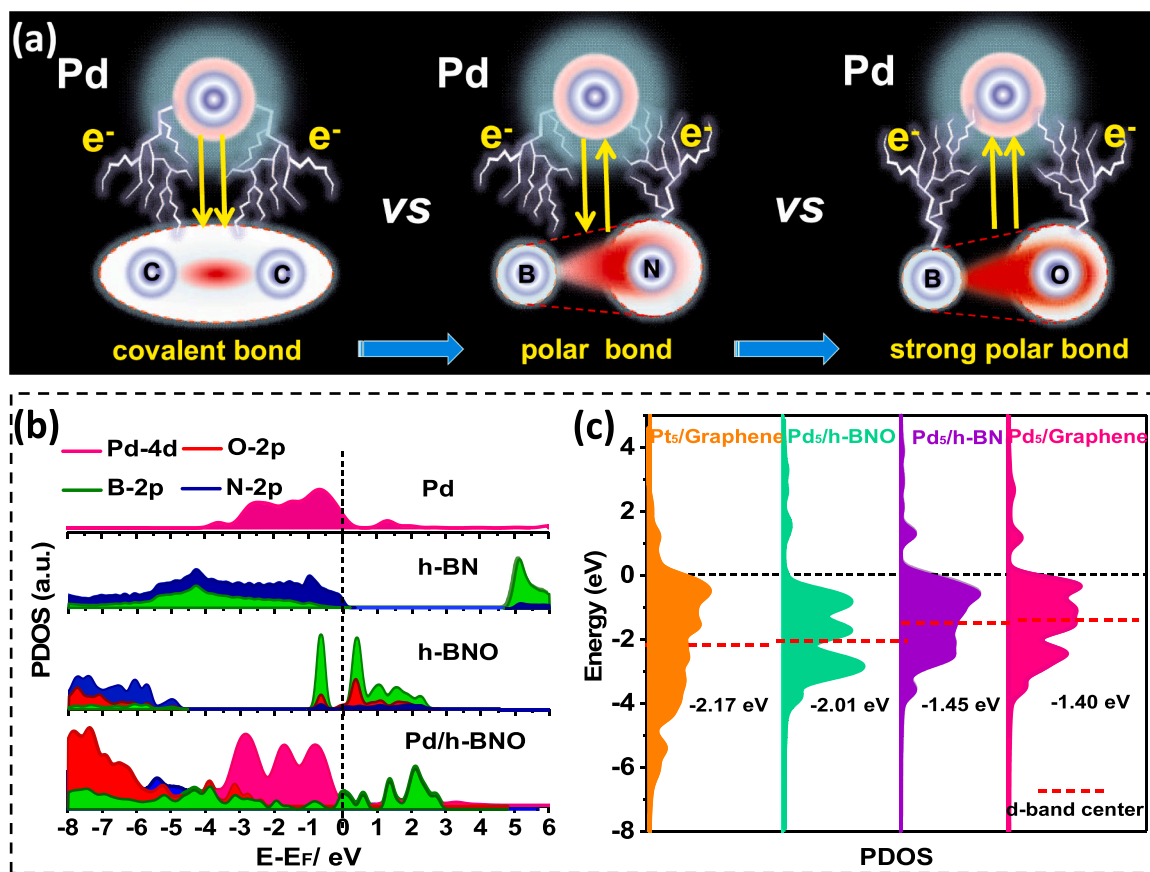 (a)
Pd
Pd
Pd
e-
e-
e-
e-
e-
e-
vs
vs
C
C
B
N
B
O
covalent bond
polar bond
strong polar bond
(b)
Pd-4d
O-2p
B-2p
N-2p
Pd
h-BN
h-BNO
Pd/h-BNO
PDOS (a.u.)
-8 -7 -6 -5 -4 -3 -2 -1 0 1 2 3 4 5 6
E-EF/ eV
(c)
Pt5/Graphene
Pd5/h-BNO
Pd5/h-BN
Pd5/Graphene
4
2
0
-2
-4
-6
-8
Energy (eV)
-2.17 eV
-2.01 eV
-1.45 eV
-1.40 eV
d-band center
PDOS